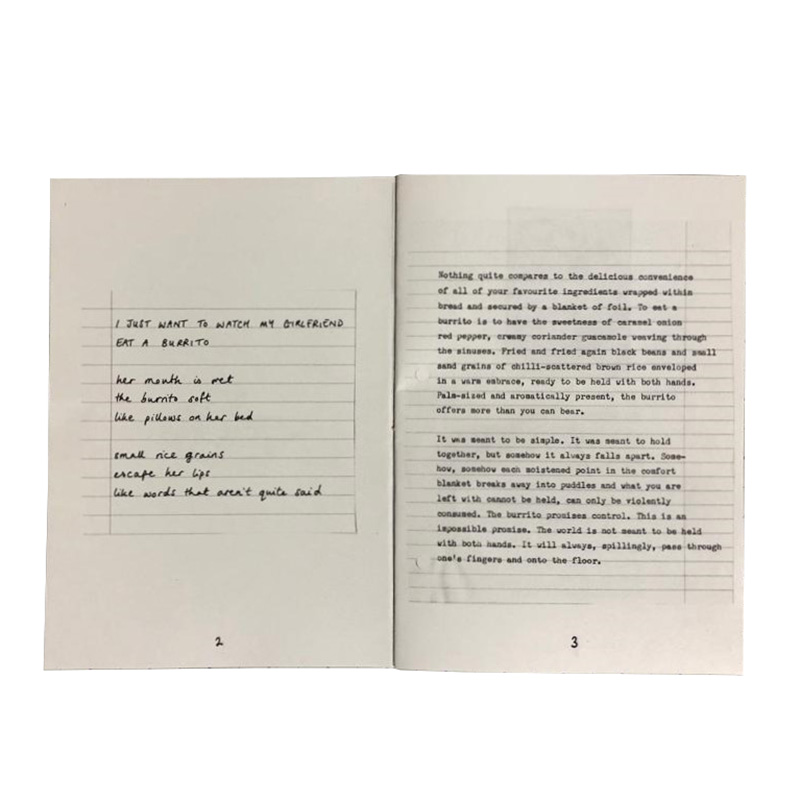 I JUST WANT TO WATCH MY GIRLFRIEND
EAT A BURRITO
her mouth is wet
the burrito soft
like pillows on her bed
small rice grains
escape her lips
like words that aren't quite said
2
Nothing quite compares to the delicious convenience
of all of your favourite ingredients wrapped within
bread and secured by a blanket of foil. To eat a
burrito is to have the sweetness of caramel onion
red pepper, creamy coriander guacamole weaving through
the sinuses. Fried and fried again black beans and small
sand grains of chilli-scattered brown rice enveloped
in a warm embrace, ready to be held with both hands.
Palm-sized and aromatically present, the burrito
offers more than you can bear.
It was meant to be simple. It was meant to hold
together, but somehow it always falls apart. Some-
how, somehow each moistened point in the comfort
blanket breaks away into puddles and what you are
left with cannot be held, can only be violently
consumed. The burrito promises control. This is an
impossible promise. The world is not meant to be held
with both hands. It will always, spillingly, pass through
one's fingers and onto the floor.
3